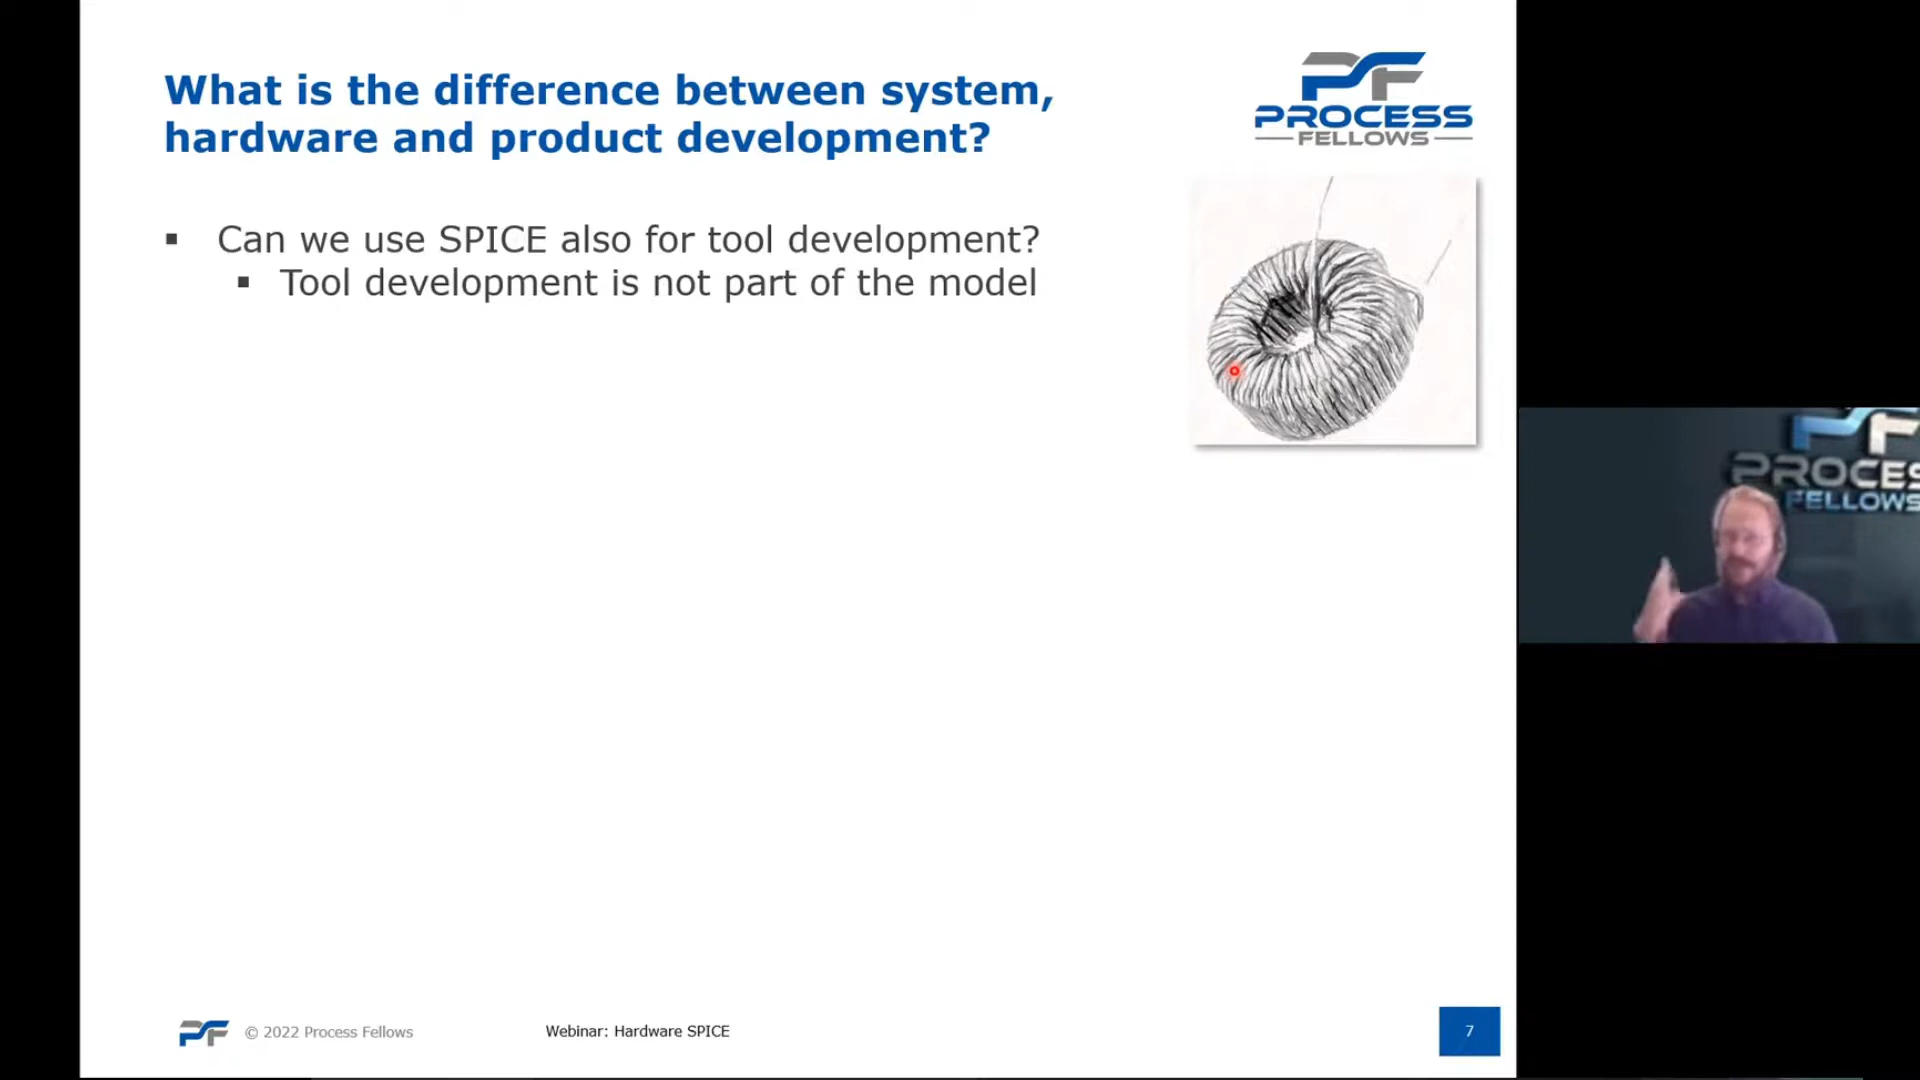 What is the difference between system,
hardware and product development?
PROCESS
FELLOWS
▪ Can we use SPICE also for tool development?
▪ Tool development is not part of the model
PROCES
FELLOWS
© 2022 Process Fellows
Webinar: Hardware SPICE
7